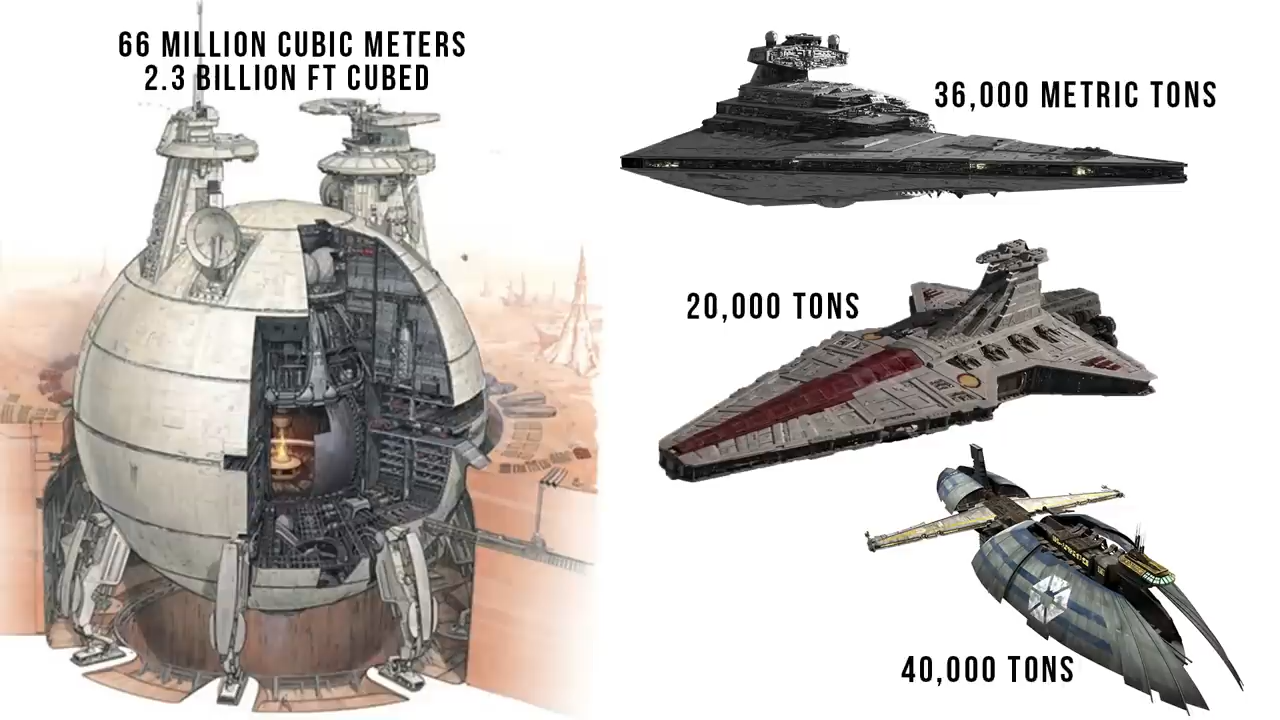 66 MILLION CUBIC METERS
2.3 BILLION FT CUBED
36,000 METRIC TONS
20,000 TONS
40,000 TONS